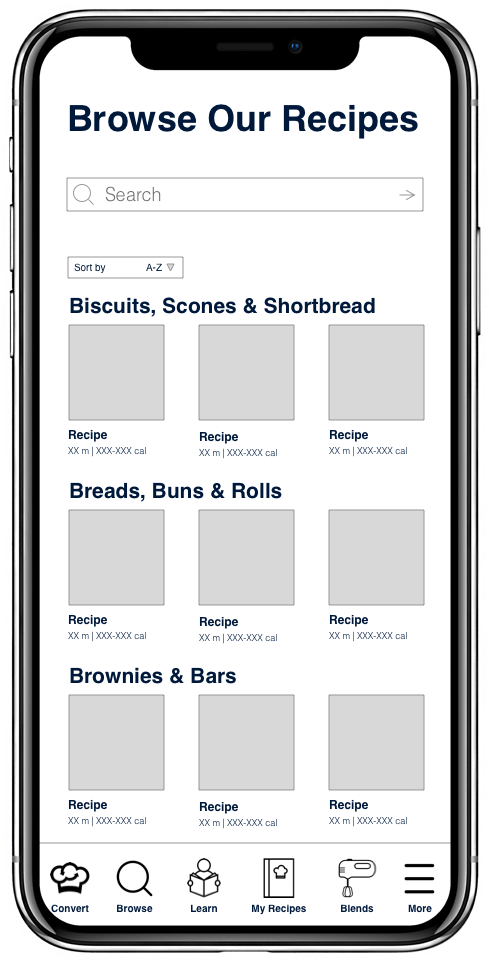 Browse Our Recipes
Search
Sort by A-Z
Biscuits, Scones & Shortbread
Recipe Recipe Recipe
XX m | XXX-XXX cal XX m | XXX-XXX cal XX m | XXX-XXX cal
Breads, Buns & Rolls
Recipe Recipe Recipe
XX m | XXX-XXX cal XX m | XXX-XXX cal XX m | XXX-XXX cal
Brownies & Bars
Recipe Recipe Recipe
XX m | XXX-XXX cal XX m | XXX-XXX cal XX m | XXX-XXX cal
Convert Browse Learn My Recipes Blends More